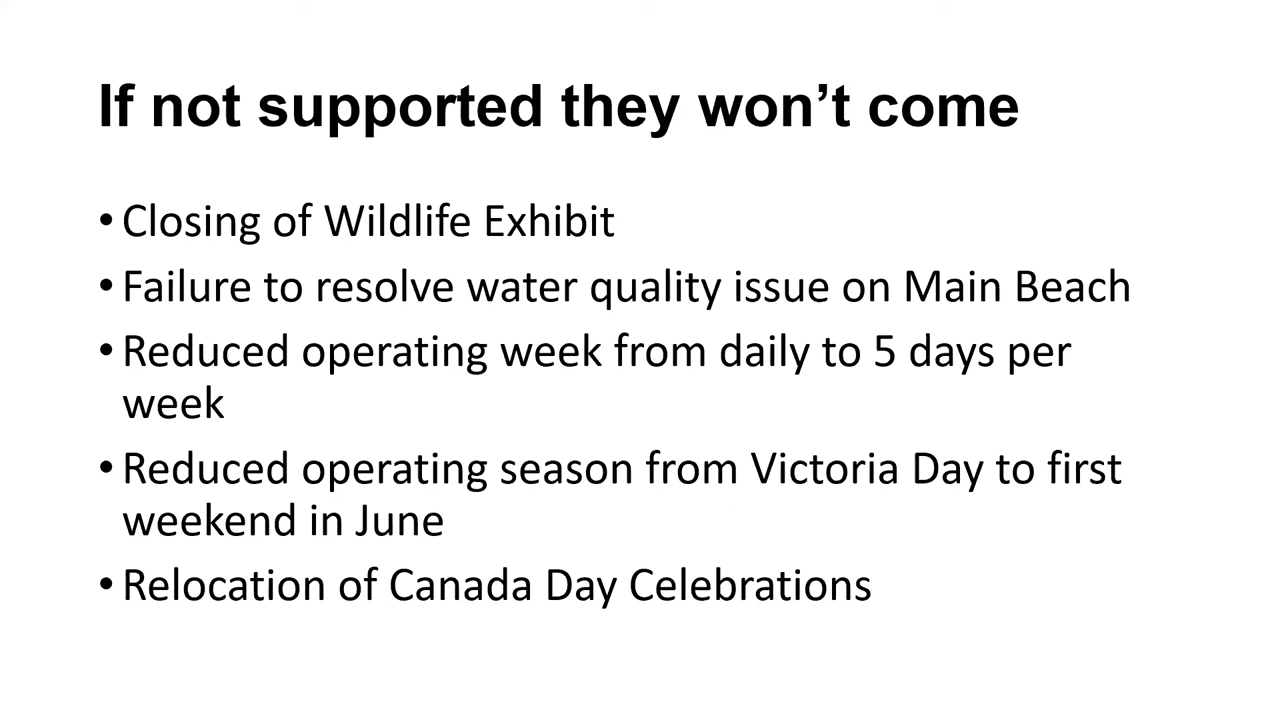 If not supported they won’t come
• Closing of Wildlife Exhibit
• Failure to resolve water quality issue on Main Beach
• Reduced operating week from daily to 5 days per
week
• Reduced operating season from Victoria Day to first
weekend in June
• Relocation of Canada Day Celebrations